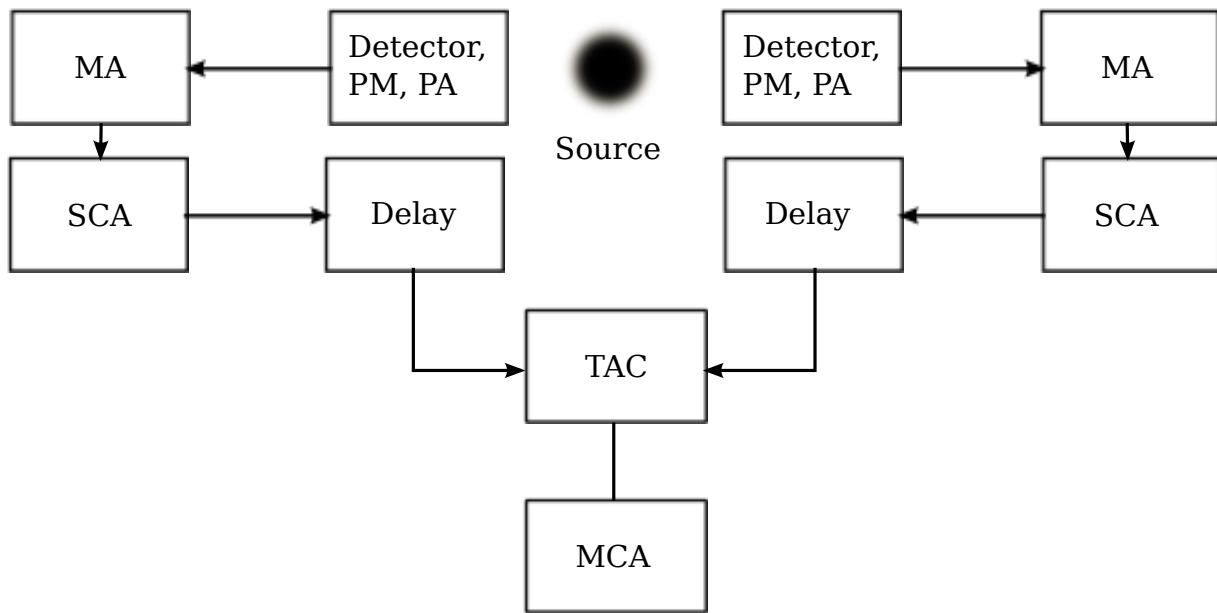 MA
Detector,
PM, PA
Source
Detector,
PM, PA
MA
SCA
Delay
Delay
SCA
TAC
MCA